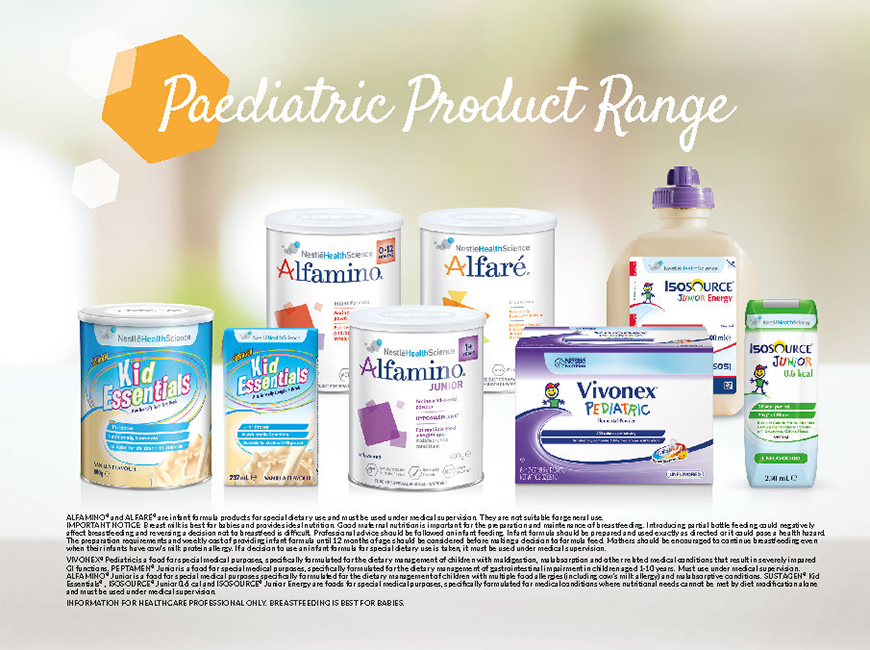 Paediatric Product Range
NestléHealthScience
Alfamino
0-12
NestléHealthScience
Alfaré
NestléHealthScience
ISOSOURCE
JUNIOR Energy
NestléHealthScience
Kid
Essentials
VANILLA FLAVOUR
NestléHealthScience
Kid
Essentials
237 mL
VANILLA FLAVOUR
NestléHealthScience
Alfamino
JUNIOR
1+
HYPOALLERGENIC
400g
Vivonex
Vivonex
PEDIATRIC
Elemental Powder
UNFLAVORED
NestléHealthScience
ISOSOURCE
JUNIOR
0.6 kcal
UNFLAVOURED
250 mL
ALFAMINO® and ALFARÉ® are infant formula products for special dietary use and must be used under medical supervision. They are not suitable for general use.
IMPORTANT NOTICE: Breast milk is best for babies and provides ideal nutrition. Good maternal nutrition is important for the preparation and maintenance of breastfeeding. Introducing partial bottle feeding could negatively
affect breastfeeding and reversing a decision not to breastfeed is difficult. Professional advice should be followed on infant feeding. Infant formula should be prepared and used exactly as directed or it could pose a health hazard.
The preparation requirements and weekly cost of providing infant formula until 12 months of age should be considered before making a decision to formula feed. Mothers should be encouraged to continue breastfeeding even
when their infants have cow's milk protein allergy. If a decision to use an infant formula for special dietary use is taken, it must be used under medical supervision.
VIVONEX® Pediatric is a food for special medical purposes, specifically formulated for the dietary management of children with maldigestion, malabsorption and other related medical conditions that result in severely impared
GI functions. PEPTAMEN® Junior is a food for special medical purposes, specifically formulated for the dietary management of gastrointestinal impairment in children aged 1-10 years. Must use under medical supervision.
ALFAMINO® Junior is a food for special medical purposes specifically formulated for the dietary management of children with multiple food allergies (including cow's milk allergy) and malabsorptive conditions. SUSTAGEN® Kid
Essentials®, ISOSOURCE® Junior 0.6 cal and ISOSOURCE® Junior Energy are foods for special medical purposes, specifically formulated for medical conditions where nutritional needs cannot be met by diet modification alone
and must be used under medical supervision.
INFORMATION FOR HEALTHCARE PROFESSIONAL ONLY. BREASTFEEDING IS BEST FOR BABIES.